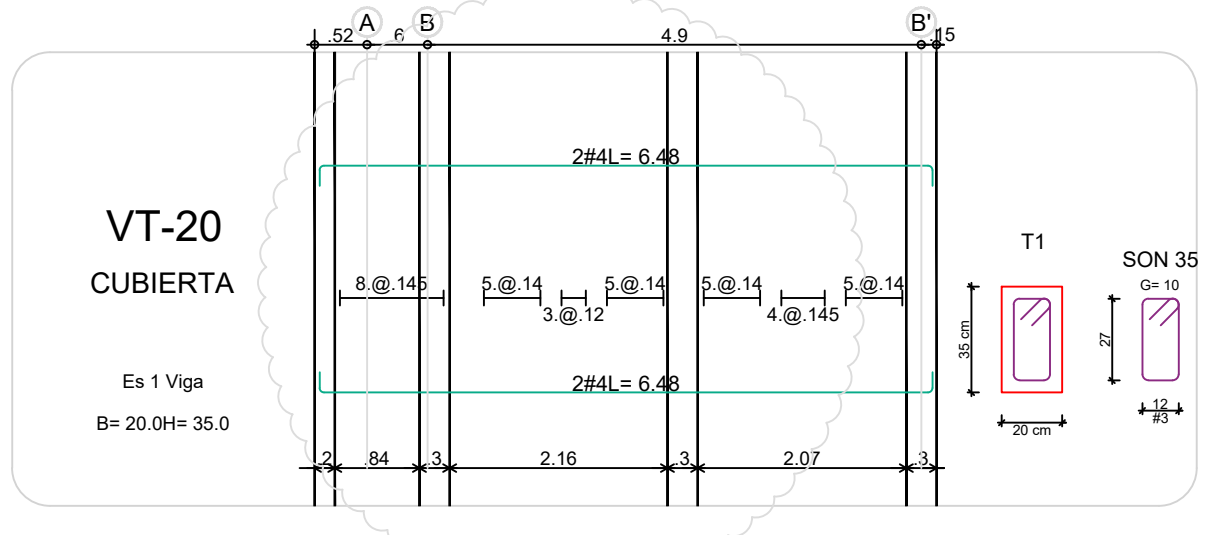 A B B'
.52 .6 4.9 .15
2#4L= 6.48
VT-20
CUBIERTA
8.@.145 5.@.14 3.@.12 5.@.14 5.@.14 4.@.145 5.@.14
T1
SON 35
G= 10
35 cm
27
Es 1 Viga
2#4L= 6.48
B= 20.0H= 35.0
20 cm
12
#3
.2 .84 .3 2.16 .3 2.07 .3